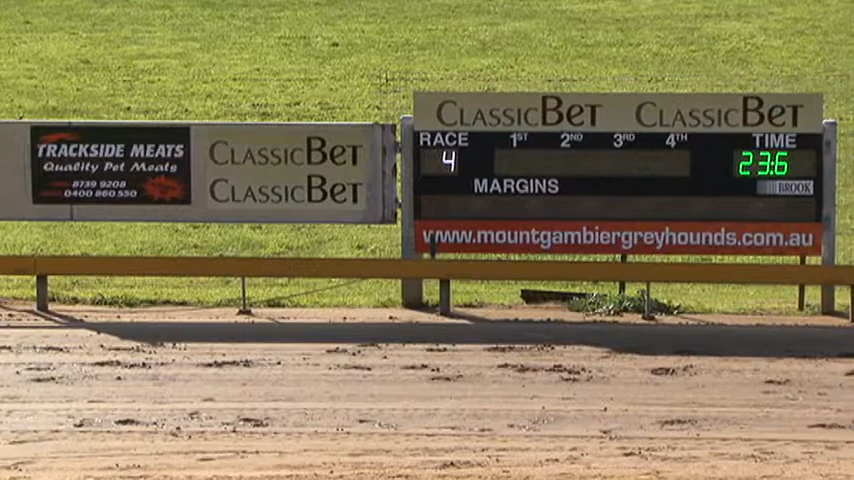 TRACKSIDE MEATS
Quality Pet Meats
8739 9208
0400 860 550
CLASSICBET
CLASSICBET
CLASSICBET CLASSICBET
RACE 1ST 2ND 3RD 4TH TIME
4 23:6
MARGINS BROOK
www.mountgambiergreyhounds.com.au